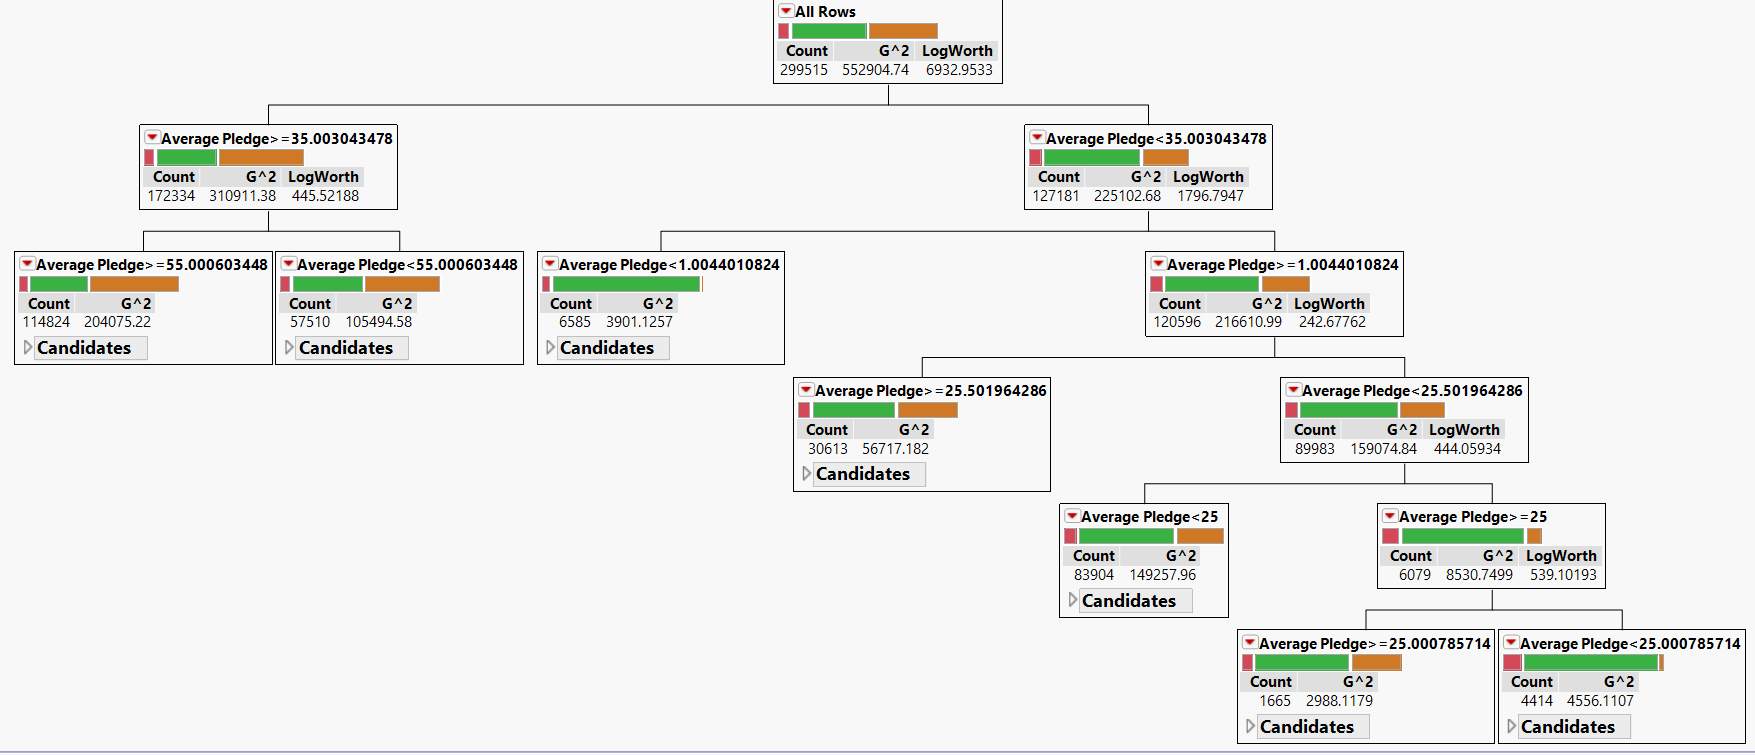 All Rows
Count G^2 LogWorth
299515 552904.74 6932.9533
Average Pledge>=35.003043478
Count G^2 LogWorth
172334 310911.38 445.52188
Average Pledge<35.003043478
Count G^2 LogWorth
127181 225102.68 1796.7947
Average Pledge>=55.000603448
Count G^2
114824 204075.22
Candidates
Average Pledge<55.000603448
Count G^2
57510 105494.58
Candidates
Average Pledge<1.0044010824
Count G^2
6585 3901.1257
Candidates
Average Pledge>=1.0044010824
Count G^2 LogWorth
120596 216610.99 242.67762
Average Pledge>=25.501964286
Count G^2
30613 56717.182
Candidates
Average Pledge<25.501964286
Count G^2 LogWorth
89983 159074.84 444.05934
Average Pledge<25
Count G^2
83904 149257.96
Candidates
Average Pledge>=25
Count G^2 LogWorth
6079 8530.7499 539.10193
Average Pledge>=25.000785714
Count G^2
1665 2988.1179
Candidates
Average Pledge<25.000785714
Count G^2
4414 4556.1107
Candidates